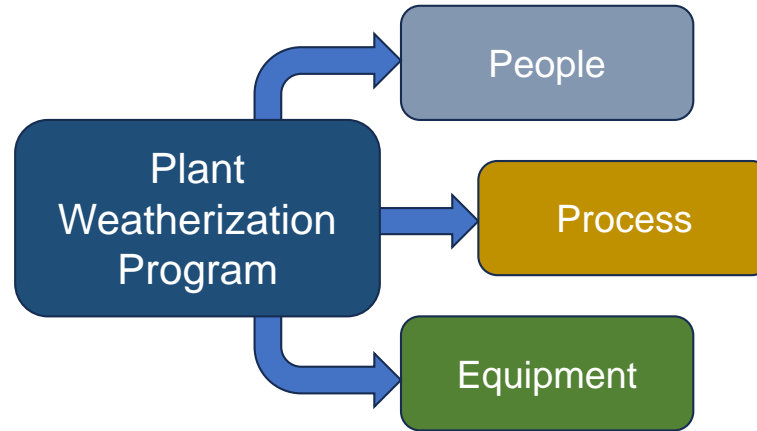 People
Plant
Weatherization
Program
Process
Equipment